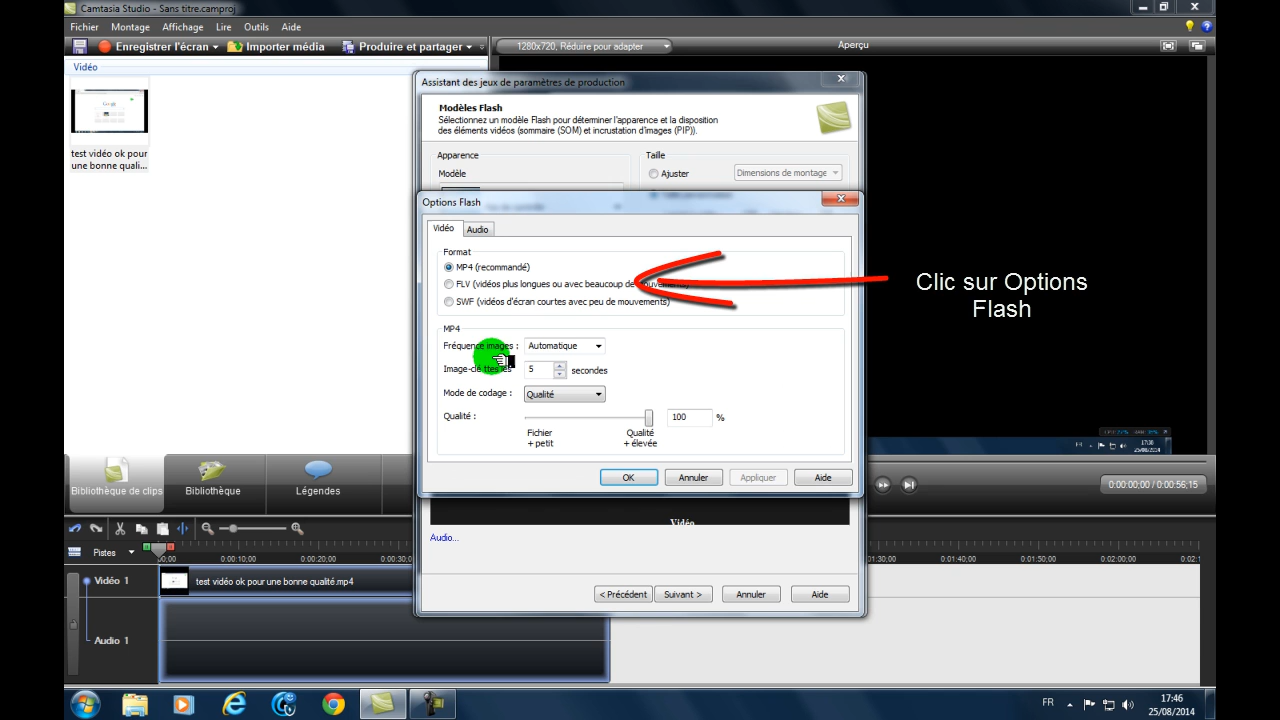 Camtasia Studio - Sans titre.camproj
Fichier Montage Affichage Lire Outils Aide
Enregistrer l'écran Importer média Produire et partager
1280x720, Réduire pour adapter
Aperçu
Vidéo
test vidéo ok pour
une bonne quali...
Assistant des jeux de paramètres de production
Modèles Flash
Sélectionnez un modèle Flash pour déterminer l'apparence et la disposition
des éléments vidéos (sommaire (SOM) et incrustation d'images (PIP)).
Apparence
Taille
Modèle
Ajuster
Dimensions de montage
Options Flash
Vidéo Audio
Format
MP4 (recommandé)
FLV (vidéos plus longues ou avec beaucoup de mouvements)
SWF (vidéos d'écran courtes avec peu de mouvements)
Clic sur Options
Flash
MP4
Fréquence images : Automatique
5 secondes
Mode de codage : Qualité
Qualité : 100 %
Fichier
+ petit
Qualité
+ élevée
OK Annuler Appliquer Aide
Vidéo
Audio...
< Précédent Suivant > Annuler Aide
Bibliothèque de clips Bibliothèque Légendes
17:38
25/08/2014
0:00:00;00 / 0:00:56,15
Pistes
0:00:10;00 0:00:20;00 0:01:40;00 0:01:50;00 0:02:00;00
Vidéo 1
test vidéo ok pour une bonne qualité.mp4
Audio 1
FR
17:46
25/08/2014